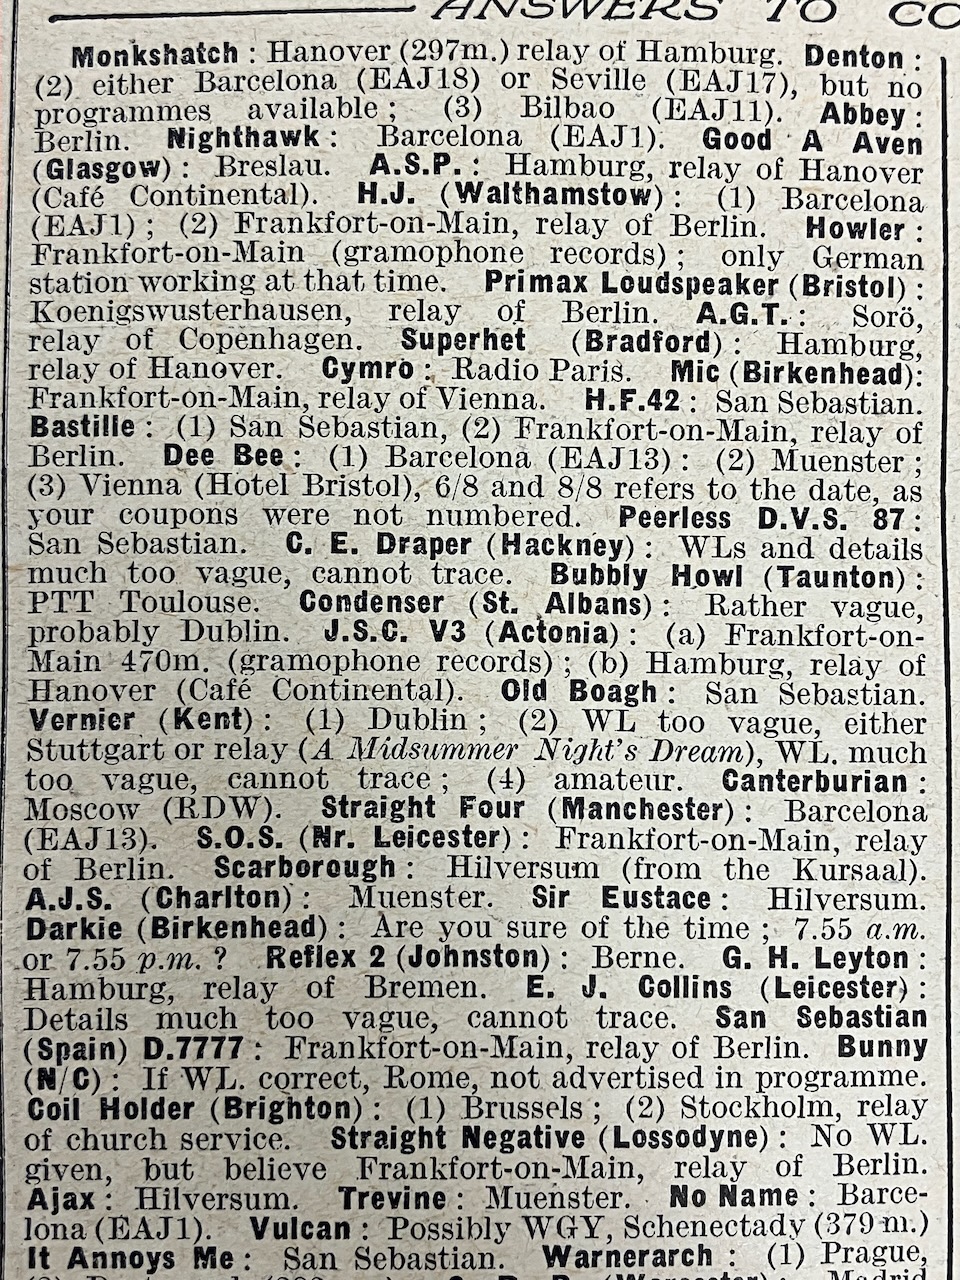 ANSWERS TO CO
Monkshatch : Hanover (297m.) relay of Hamburg. Denton :
(2) either Barcelona (EAJ18) or Seville (EAJ17), but no
programmes available ; (3) Bilbao (EAJ11). Abbey :
Berlin. Nighthawk : Barcelona (EAJ1). Good A Aven
(Glasgow) : Breslau. A.S.P. : Hamburg, relay of Hanover
(Café Continental). H.J. (Walthamstow) : (1) Barcelona
(EAJ1) ; (2) Frankfort-on-Main, relay of Berlin. Howler :
Frankfort-on-Main (gramophone records) ; only German
station working at that time. Primax Loudspeaker (Bristol) :
Koenigswusterhausen, relay of Berlin. A.G.T. : Sorö,
relay of Copenhagen. Superhet (Bradford) : Hamburg,
relay of Hanover. Cymro : Radio Paris. Mic (Birkenhead) :
Frankfort-on-Main, relay of Vienna. H.F.42 : San Sebastian.
Bastille : (1) San Sebastian, (2) Frankfort-on-Main, relay of
Berlin. Dee Bee : (1) Barcelona (EAJ13) : (2) Muenster ;
(3) Vienna (Hotel Bristol), 6/8 and 8/8 refers to the date, as
your coupons were not numbered. Peerless D.V.S. 87 :
San Sebastian. C. E. Draper (Hackney) : WLs and details
much too vague, cannot trace. Bubbly Howl (Taunton) :
PTT Toulouse. Condenser (St. Albans) : Rather vague,
probably Dublin. J.S.C. V3 (Actonia) : (a) Frankfort-on-
Main 470m. (gramophone records) ; (b) Hamburg, relay of
Hanover (Café Continental). Old Boagh : San Sebastian.
Vernier (Kent) : (1) Dublin ; (2) WL too vague, either
Stuttgart or relay (A Midsummer Night's Dream), WL. much
too vague, cannot trace ; (4) amateur. Canterburian :
Moscow (RDW). Straight Four (Manchester) : Barcelona
(EAJ13). S.O.S. (Nr. Leicester) : Frankfort-on-Main, relay
of Berlin. Scarborough : Hilversum (from the Kursaal).
A.J.S. (Charlton) : Muenster. Sir Eustace : Hilversum.
Darkie (Birkenhead) : Are you sure of the time ; 7.55 a.m.
or 7.55 p.m. ? Reflex 2 (Johnston) : Berne. G. H. Leyton :
Hamburg, relay of Bremen. E. J. Collins (Leicester) :
Details much too vague, cannot trace. San Sebastian
(Spain) D.7777 : Frankfort-on-Main, relay of Berlin. Bunny
(N/C) : If WL. correct, Rome, not advertised in programme.
Coil Holder (Brighton) : (1) Brussels ; (2) Stockholm, relay
of church service. Straight Negative (Lossodyne) : No WL.
given, but believe Frankfort-on-Main, relay of Berlin.
Ajax : Hilversum. Trevine : Muenster. No Name : Barce-
lona (EAJ1). Vulcan : Possibly WGY, Schenectady (379 m.)
It Annoys Me : San Sebastian. Warnerarch : (1) Prague,